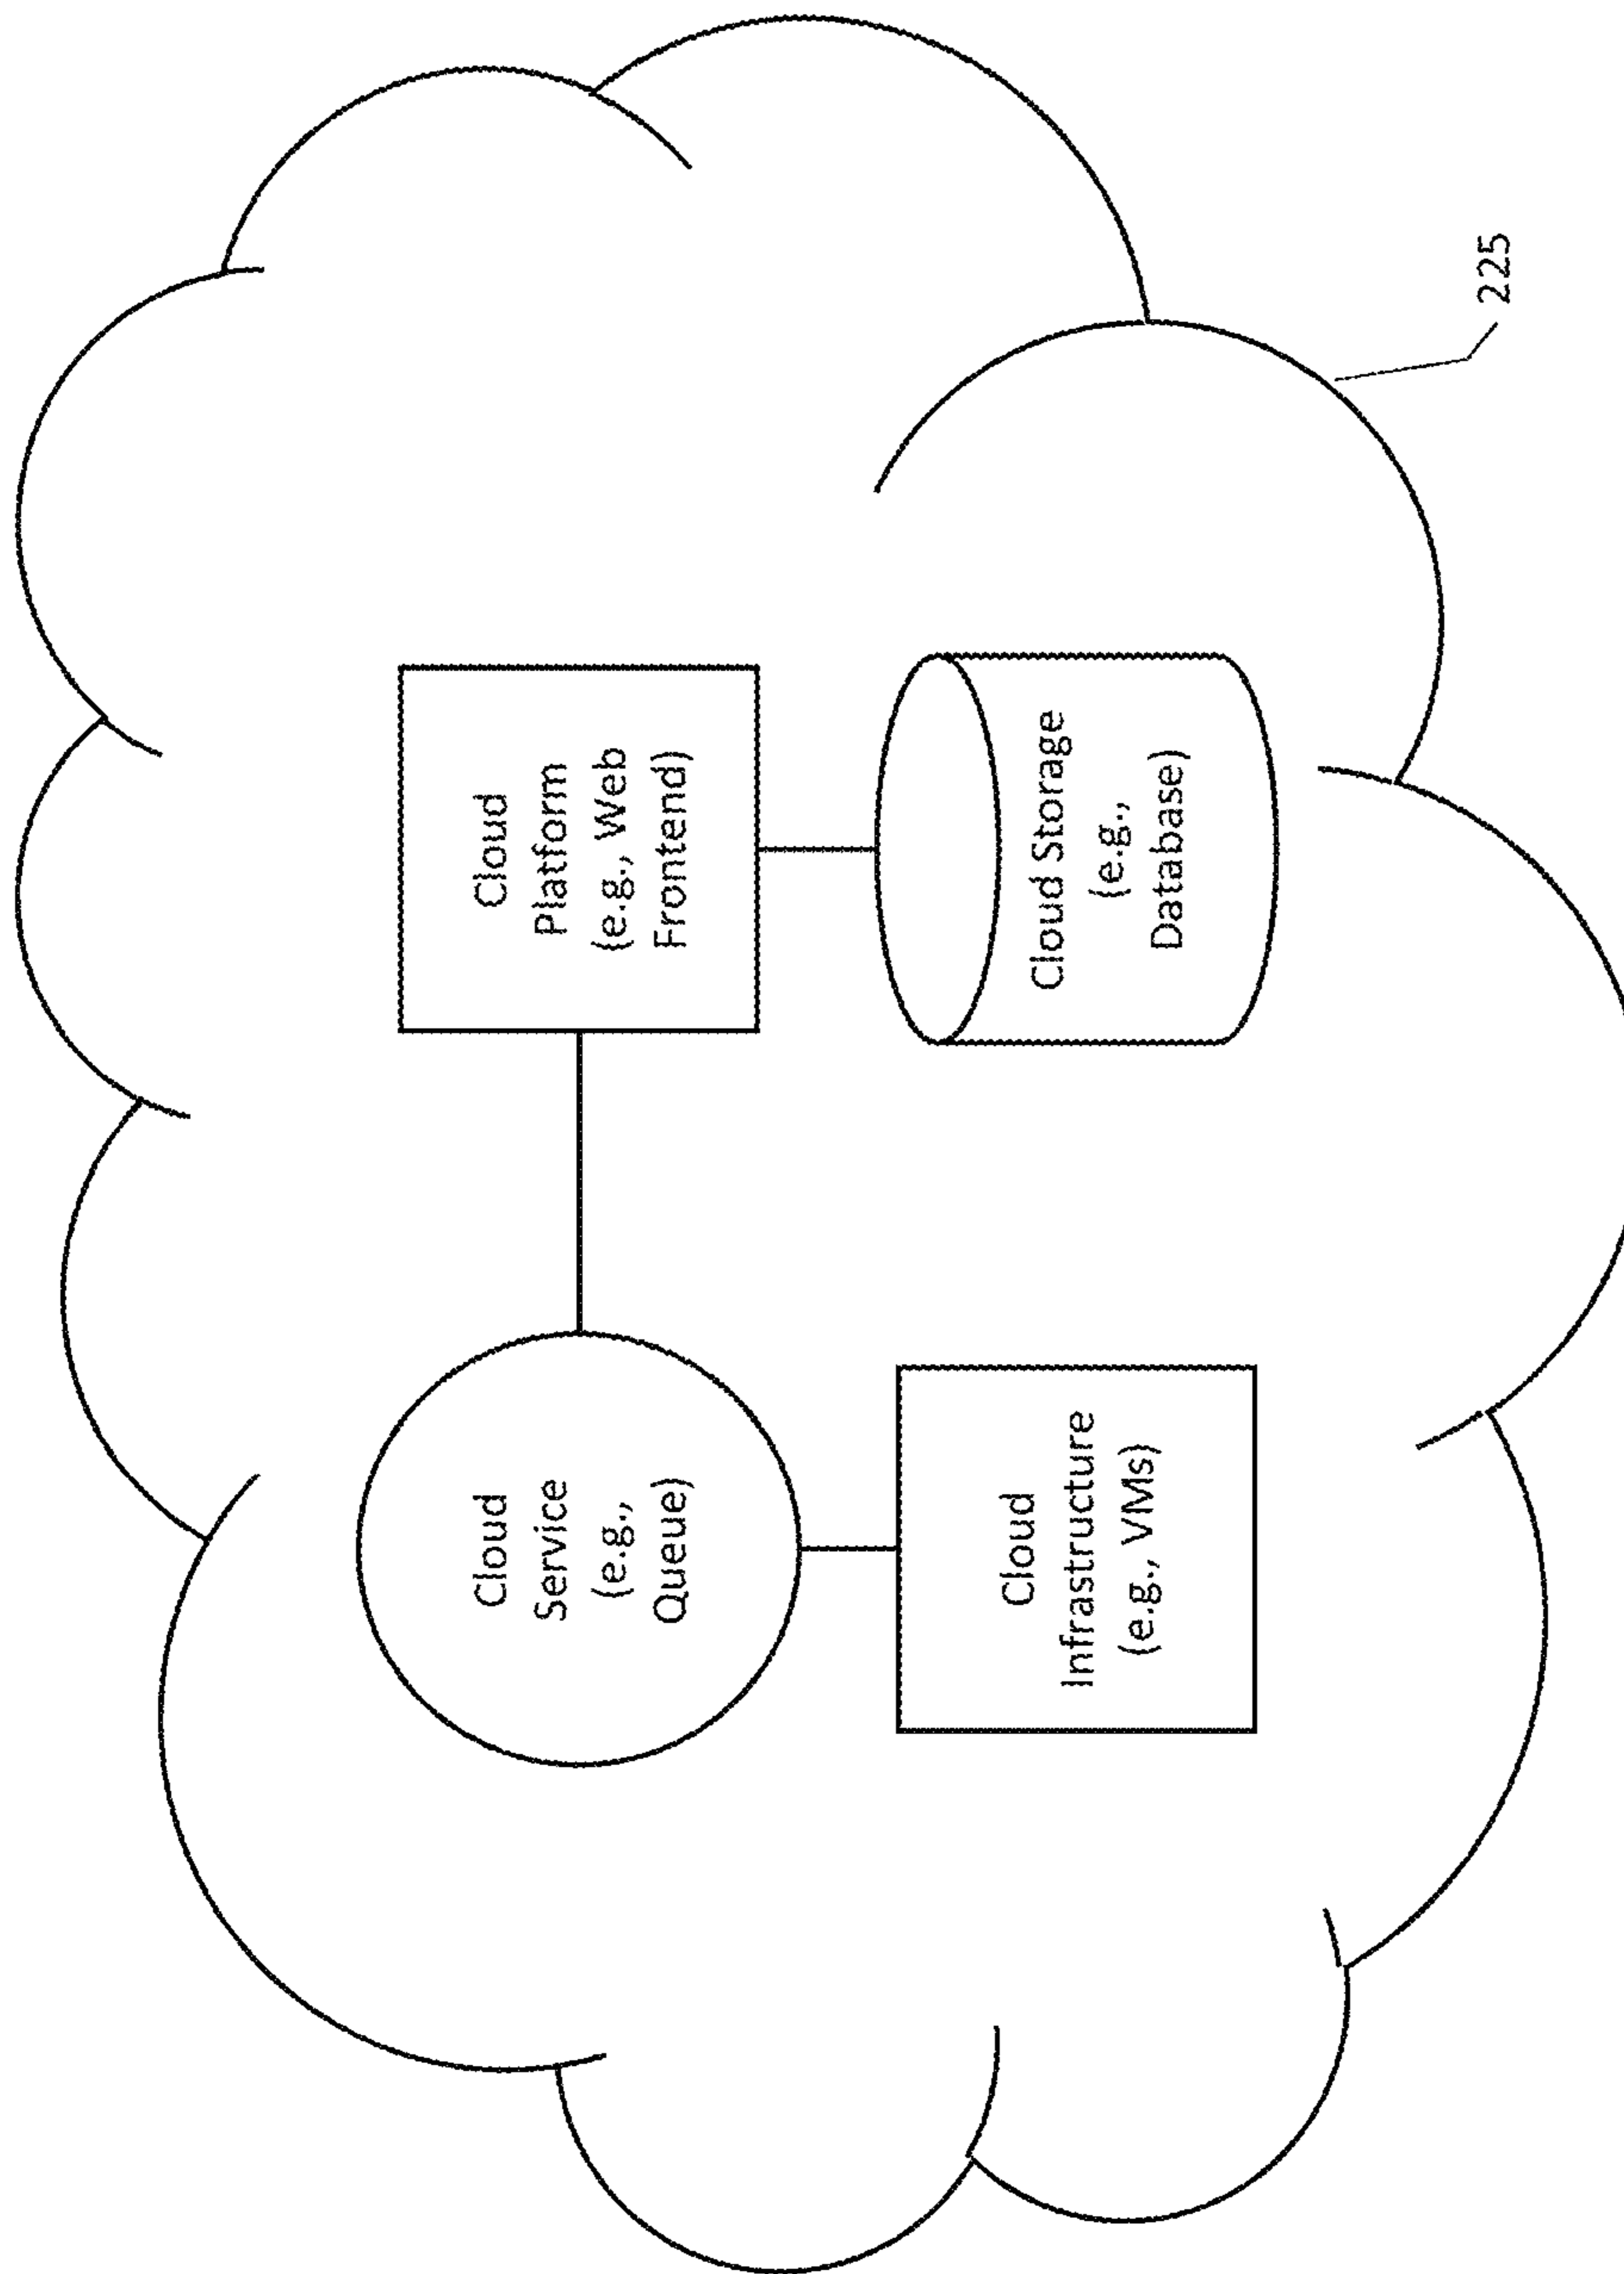 Cloud
Service
(e.g.,
Queue)
Cloud
Platform
(e.g., Web
Frontend)
Cloud
Infrastructure
(e.g., VMs)
Cloud Storage
(e.g.,
Database)
225